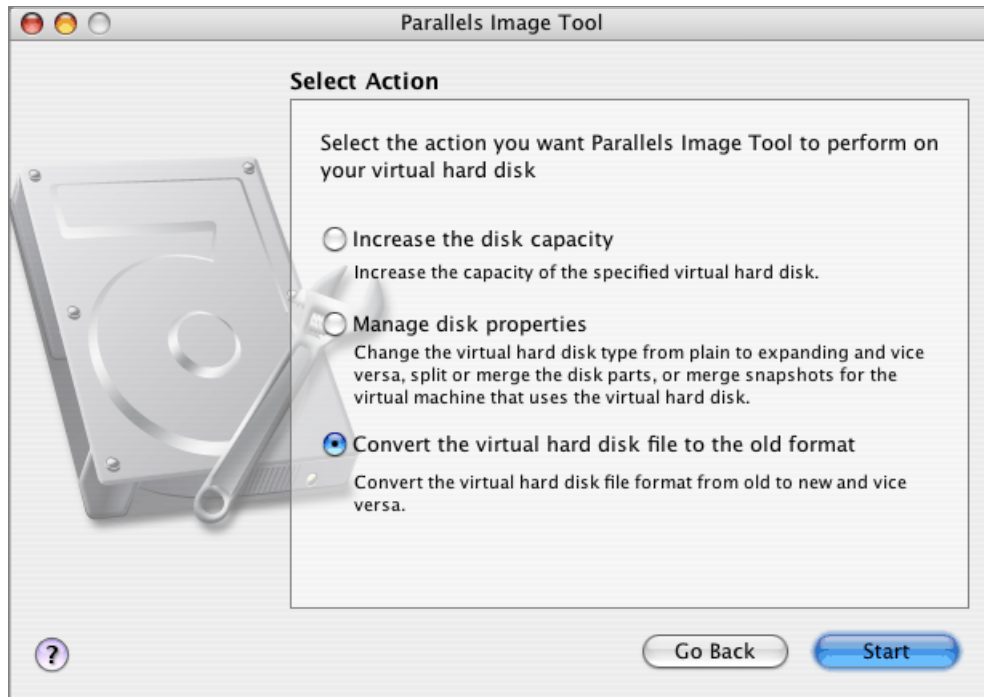 Parallels Image Tool
Select Action
Select the action you want Parallels Image Tool to perform on
your virtual hard disk
Increase the disk capacity
Increase the capacity of the specified virtual hard disk.
Manage disk properties
Change the virtual hard disk type from plain to expanding and vice
versa, split or merge the disk parts, or merge snapshots for the
virtual machine that uses the virtual hard disk.
Convert the virtual hard disk file to the old format
Convert the virtual hard disk file format from old to new and vice
versa.
?
Go Back
Start